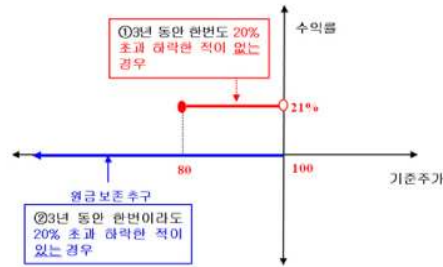 수익률
①3년 동안 한번도 20%
초과 하락한 적이 없는
경우
21%
80
100
기준주가
원금 보존 추구
②3년 동안 한번이라도
20% 초과 하락한 적이
있는 경우